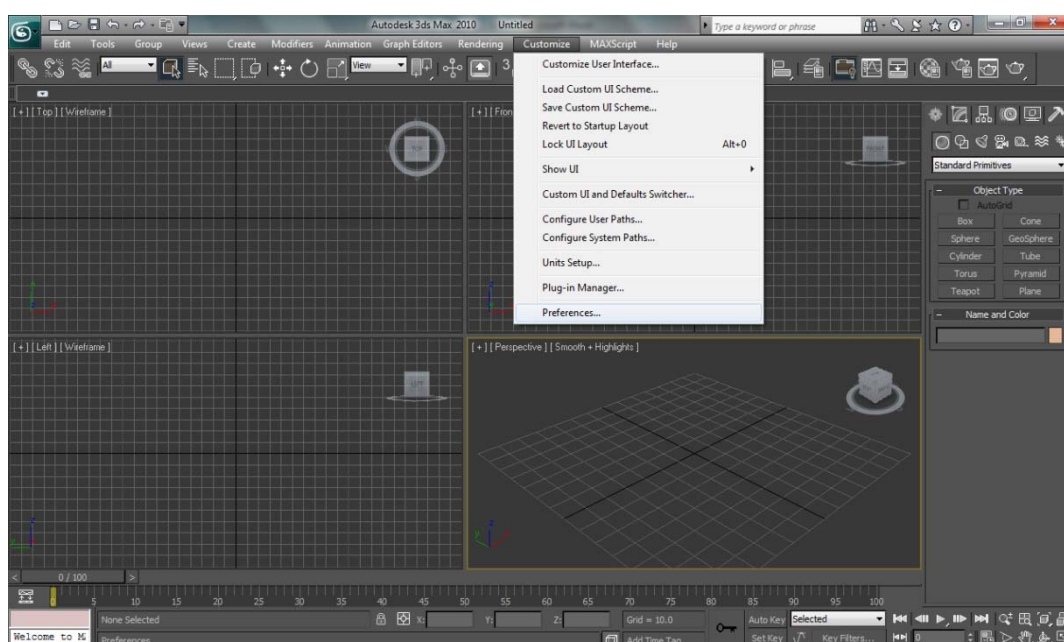 Autodesk 3ds Max 2010 Untitled
Type a keyword or phrase
Edit Tools Group Views Create Modifiers Animation Graph Editors Rendering Customize MAXScript Help
All
View
3
Customize User Interface...
Load Custom UI Scheme...
Save Custom UI Scheme...
Revert to Startup Layout
Lock UI Layout Alt+0
Show UI
Custom UI and Defaults Switcher...
Configure User Paths...
Configure System Paths...
Units Setup...
Plug-in Manager...
Preferences...
[ + ] [ Top ] [ Wireframe ]
TOP
[ + ] [ Fron
FRONT
[ + ] [ Left ] [ Wireframe ]
LEFT
[ + ] [ Perspective ] [ Smooth + Highlights ]
Standard Primitives
- Object Type
AutoGrid
Box Cone
Sphere GeoSphere
Cylinder Tube
Torus Pyramid
Teapot Plane
- Name and Color
< 0 / 100 >
0 5 10 15 20 25 30 35 40 45 50 55 60 65 70 75 80 85 90 95 100
None Selected X: Y: Z: Grid = 10.0 Auto Key Selected
Welcome to M Preferences... Add Time Tag Set Key Key Filters... 0